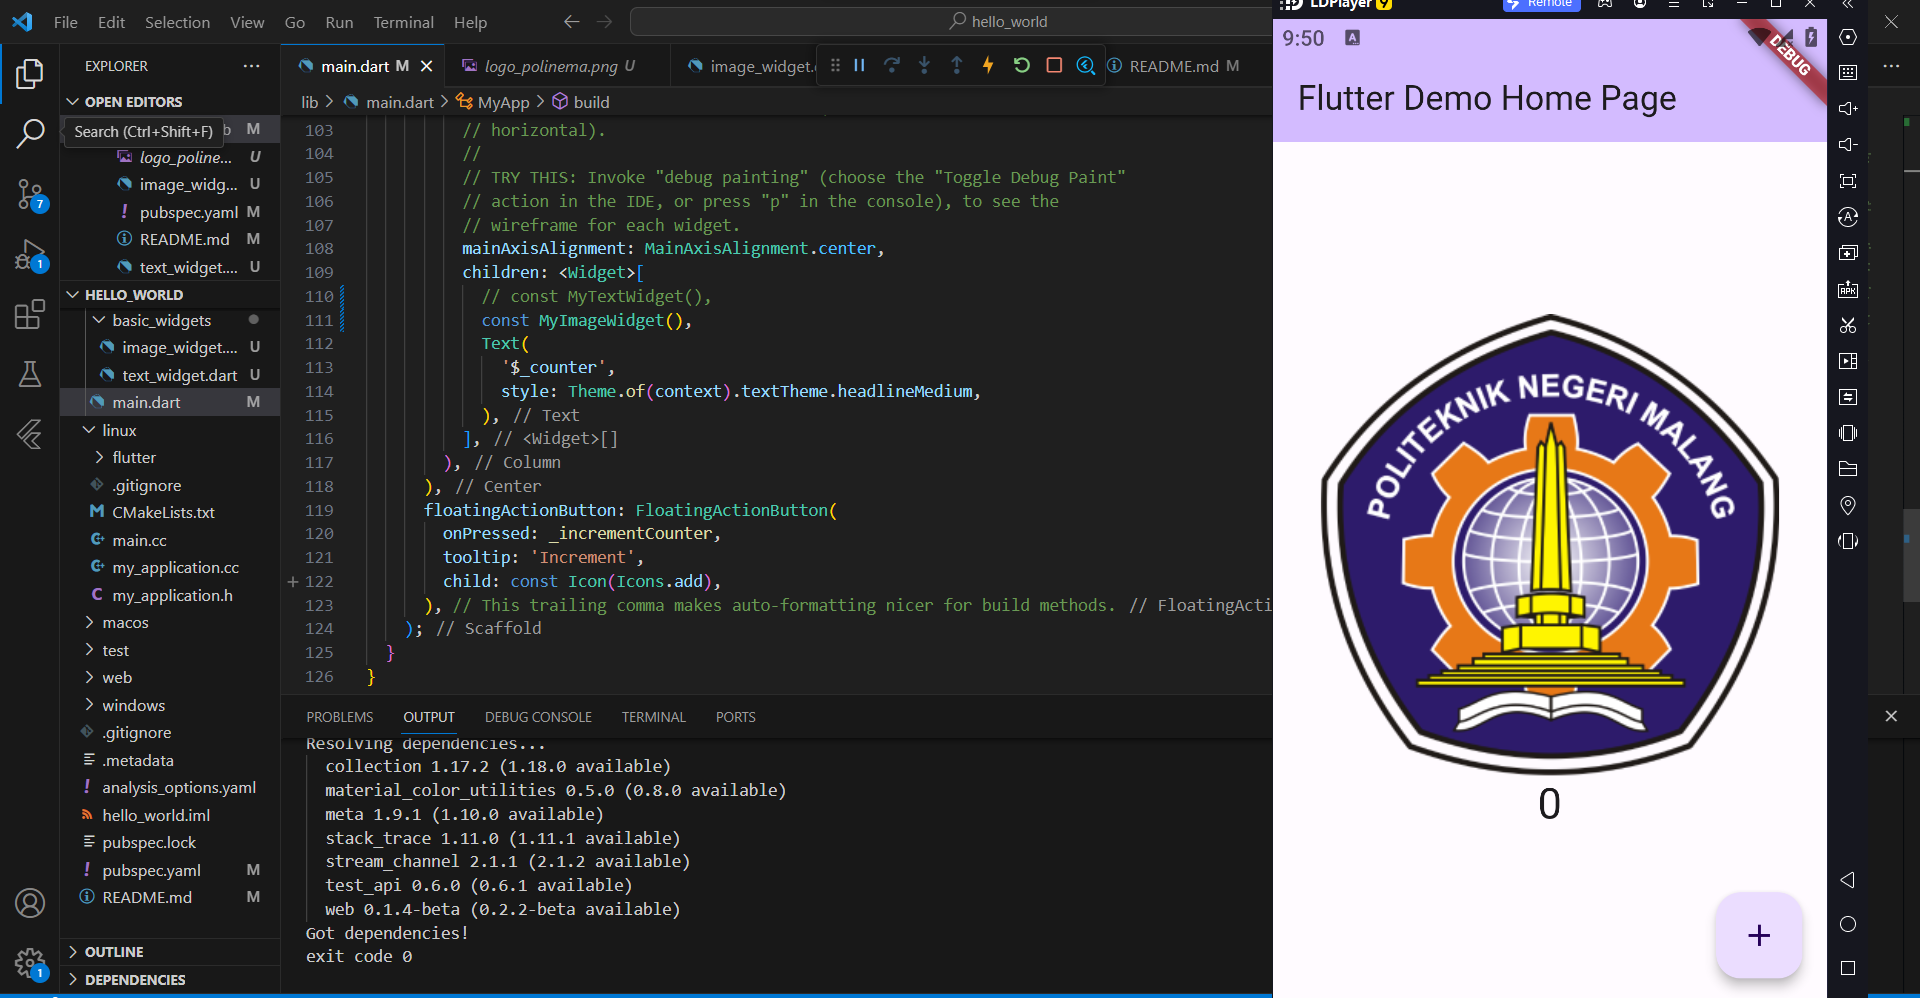 File Edit Selection View Go Run Terminal Help
hello_world
EXPLORER
OPEN EDITORS
Search (Ctrl+Shift+F) b M
logo_poline... U
image_widg... U
! pubspec.yaml M
README.md M
text_widget.... U
HELLO_WORLD
basic_widgets
image_widget.... U
text_widget.dart U
main.dart M
linux
flutter
.gitignore
CMakeLists.txt
main.cc
my_application.cc
my_application.h
macos
test
web
windows
.gitignore
.metadata
! analysis_options.yaml
hello_world.iml
pubspec.lock
! pubspec.yaml M
README.md M
OUTLINE
DEPENDENCIES
7
1
1
main.dart M
logo_polinema.png U
image_widget.
README.md M
lib > main.dart > MyApp > build
103 // horizontal).
104 //
105 // TRY THIS: Invoke "debug painting" (choose the "Toggle Debug Paint"
106 // action in the IDE, or press "p" in the console), to see the
107 // wireframe for each widget.
108 mainAxisAlignment: MainAxisAlignment.center,
109 children: <Widget>[
110 // const MyTextWidget(),
111 const MyImageWidget(),
112 Text(
113 '$_counter',
114 style: Theme.of(context).textTheme.headlineMedium,
115 ), // Text
116 ], // <Widget>[]
117 ), // Column
118 ), // Center
119 floatingActionButton: FloatingActionButton(
120 onPressed: _incrementCounter,
121 tooltip: 'Increment',
122 child: const Icon(Icons.add),
123 ), // This trailing comma makes auto-formatting nicer for build methods. // FloatingActi
124 ); // Scaffold
125 }
126 }
PROBLEMS OUTPUT DEBUG CONSOLE TERMINAL PORTS
Resolving dependencies...
collection 1.17.2 (1.18.0 available)
material_color_utilities 0.5.0 (0.8.0 available)
meta 1.9.1 (1.10.0 available)
stack_trace 1.11.0 (1.11.1 available)
stream_channel 2.1.1 (2.1.2 available)
test_api 0.6.0 (0.6.1 available)
web 0.1.4-beta (0.2.2-beta available)
Got dependencies!
exit code 0
LDPlayer 9
Remote
9:50 A
DEBUG
Flutter Demo Home Page
POLITEKNIK NEGERI MALANG
0
+
APK